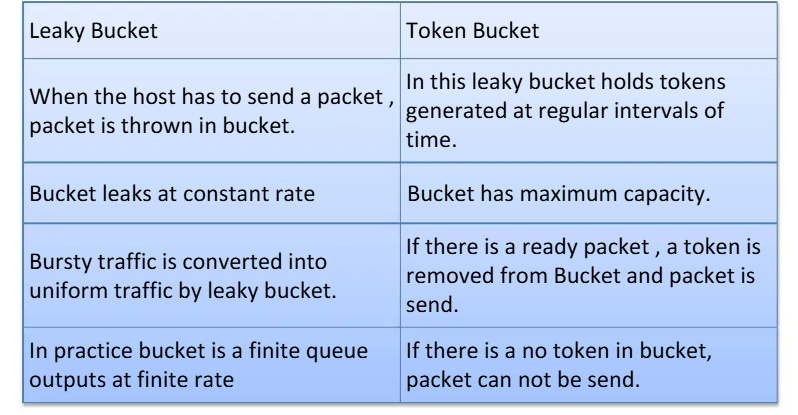 Leaky Bucket
Token Bucket
When the host has to send a packet ,
packet is thrown in bucket.
In this leaky bucket holds tokens
generated at regular intervals of
time.
Bucket leaks at constant rate
Bucket has maximum capacity.
Bursty traffic is converted into
uniform traffic by leaky bucket.
If there is a ready packet , a token is
removed from Bucket and packet is
send.
In practice bucket is a finite queue
outputs at finite rate
If there is a no token in bucket,
packet can not be send.